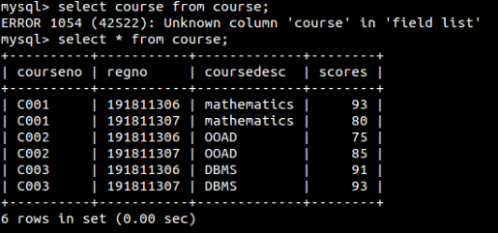 mysql> select course from course;
ERROR 1054 (42S22): Unknown column 'course' in 'field list'
mysql> select * from course;
+----------+-----------+-------------+--------+
| courseno | regno     | coursedesc  | scores |
+----------+-----------+-------------+--------+
| C001     | 191811306 | mathematics |     93 |
| C001     | 191811307 | mathematics |     80 |
| C002     | 191811306 | OOAD        |     75 |
| C002     | 191811307 | OOAD        |     85 |
| C003     | 191811306 | DBMS        |     91 |
| C003     | 191811307 | DBMS        |     93 |
+----------+-----------+-------------+--------+
6 rows in set (0.00 sec)